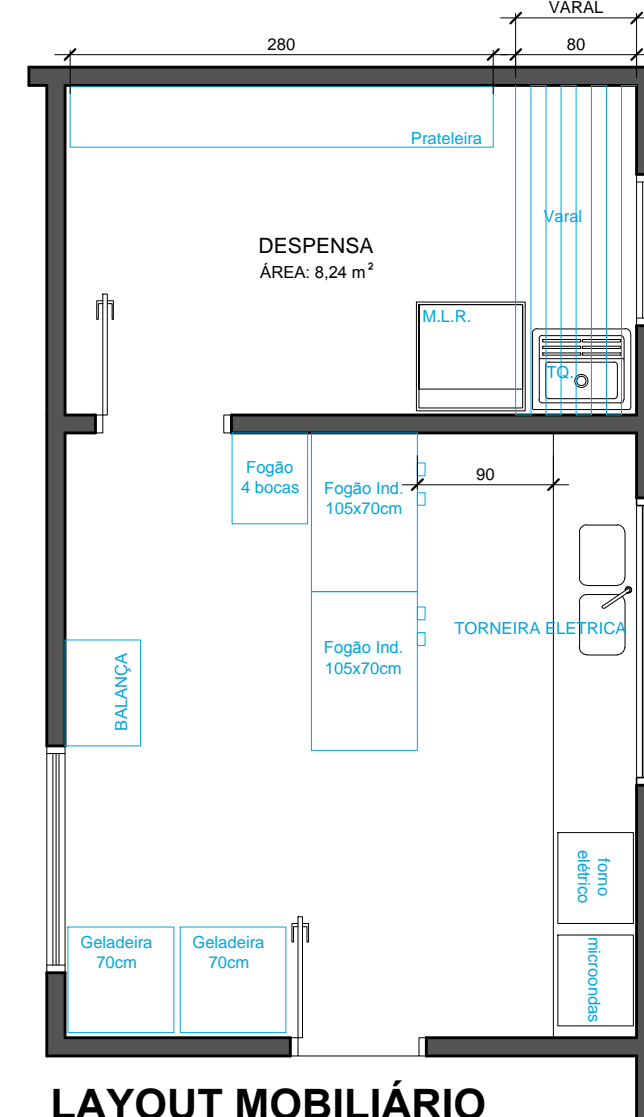 VARAL
280
80
Prateleira
Varal
DESPENSA
ÁREA: 8,24 m²
M.L.R.
TQ.
Fogão
4 bocas
Fogão Ind.
105x70cm
90
TORNEIRA ELETRICA
Fogão Ind.
105x70cm
BALANÇA
forno
elétrico
Geladeira
70cm
Geladeira
70cm
microondas
LAYOUT MOBILIÁRIO